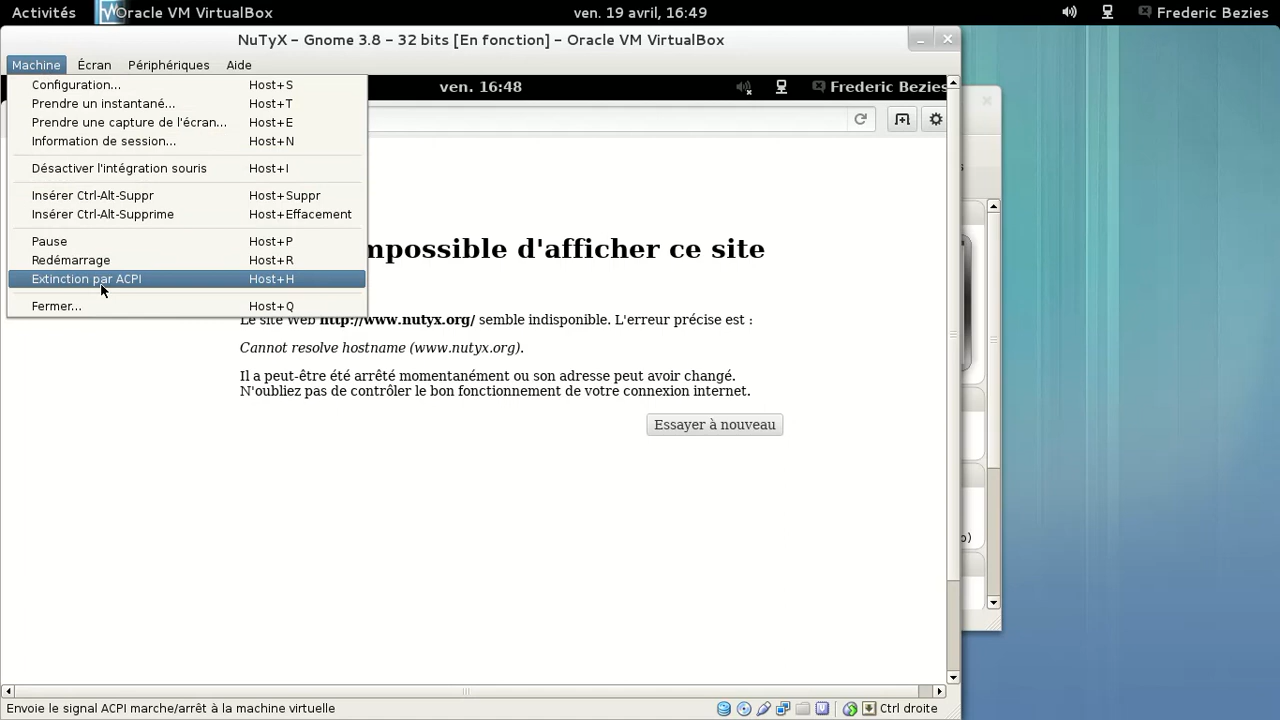 Activités Oracle VM VirtualBox ven. 19 avril, 16:49 Frederic Bezies
NuTyX – Gnome 3.8 – 32 bits [En fonction] – Oracle VM VirtualBox
Machine Écran Périphériques Aide
ven. 16:48 Frederic Bezies
Configuration... Host+S
Prendre un instantané... Host+T
Prendre une capture de l'écran... Host+E
Information de session... Host+N
Désactiver l'intégration souris Host+I
Insérer Ctrl-Alt-Suppr Host+Suppr
Insérer Ctrl-Alt-Supprime Host+Effacement
Pause Host+P
Redémarrage Host+R
Extinction par ACPI Host+H
Fermer... Host+Q
mpossible d'afficher ce site
Le site Web http://www.nutyx.org/ semble indisponible. L'erreur précise est :
Cannot resolve hostname (www.nutyx.org).
Il a peut-être été arrêté momentanément ou son adresse peut avoir changé.
N'oubliez pas de contrôler le bon fonctionnement de votre connexion internet.
Essayer à nouveau
o)
Envoie le signal ACPI marche/arrêt à la machine virtuelle Ctrl droite